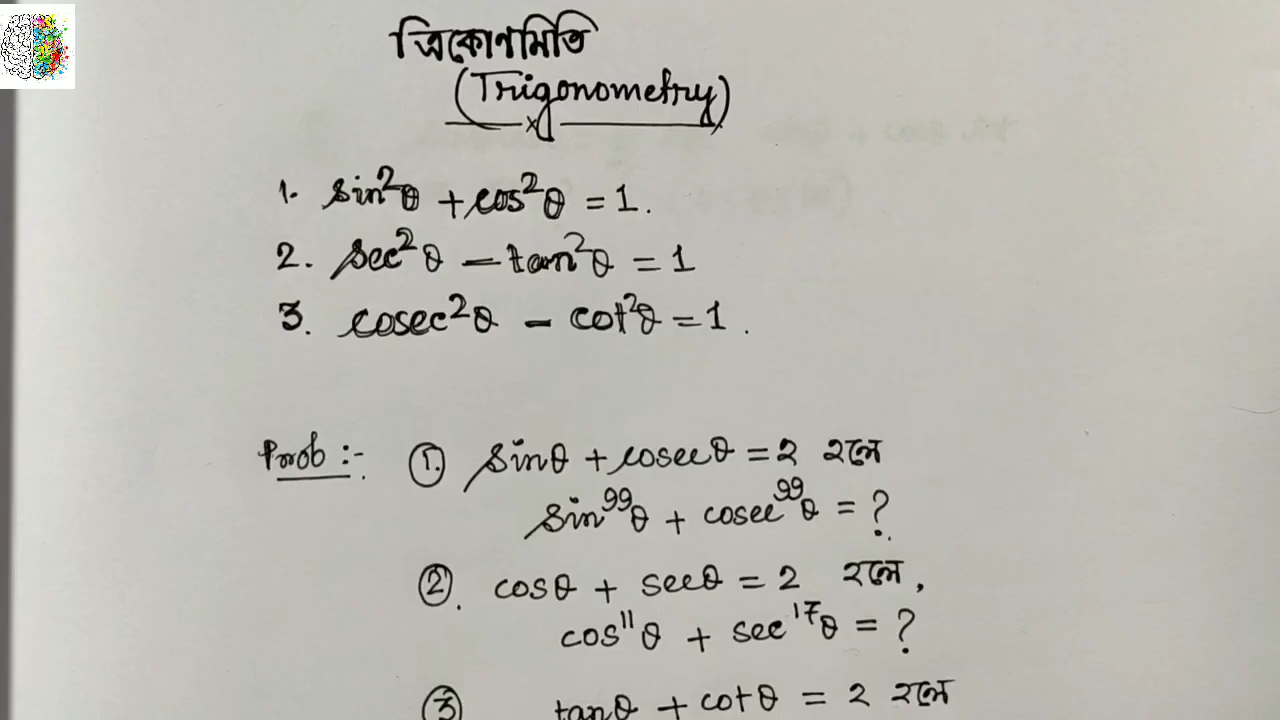 ত্রিকোণমিতি
(Trigonometry)
1. sin²θ + cos²θ = 1.
2. sec²θ - tan²θ = 1
3. cosec²θ - cot²θ = 1.
Prob :- ①. sinθ + cosecθ = 2 হলে
sin⁹⁹θ + cosec⁹⁹θ = ?
②. cosθ + secθ = 2 হলে,
cos¹¹θ + sec¹⁷θ = ?
③ tanθ + cotθ = 2 হলে